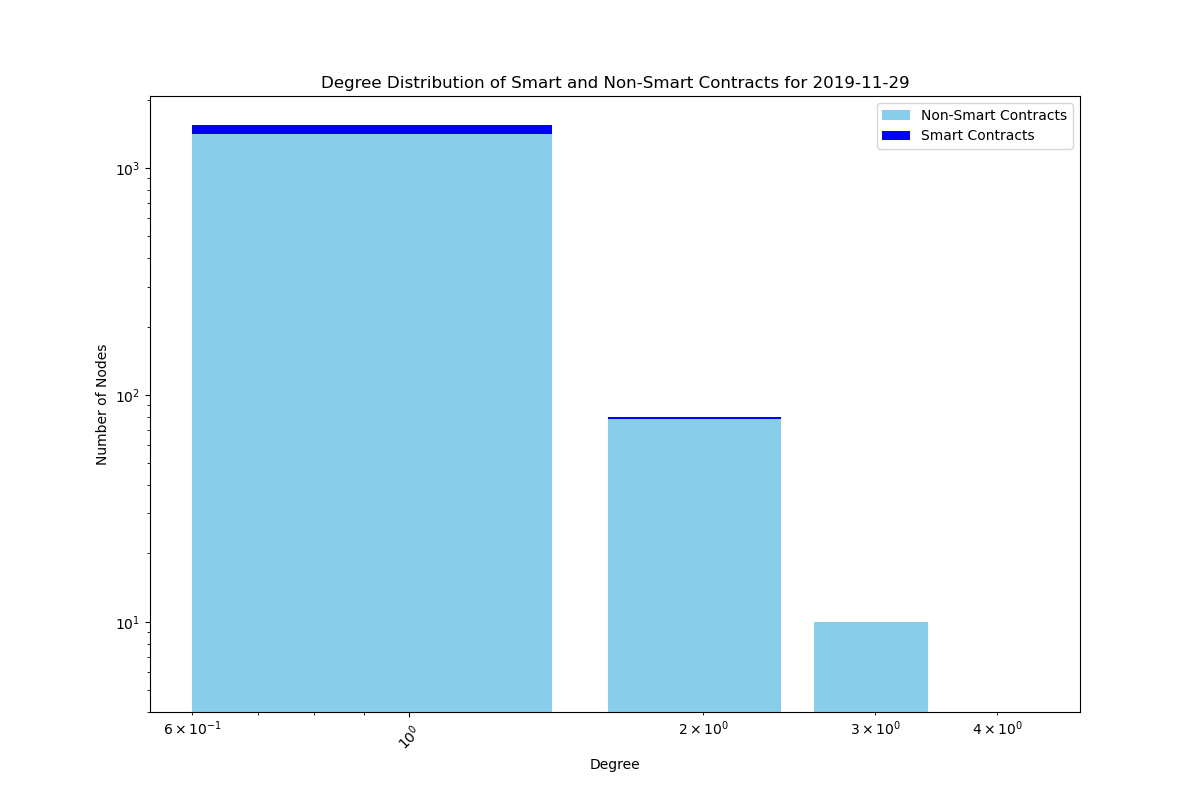 Degree Distribution of Smart and Non-Smart Contracts for 2019-11-29
Non-Smart Contracts
Smart Contracts
10³
10²
10¹
Number of Nodes
6 × 10⁻¹
10⁰
2 × 10⁰
3 × 10⁰
4 × 10⁰
Degree